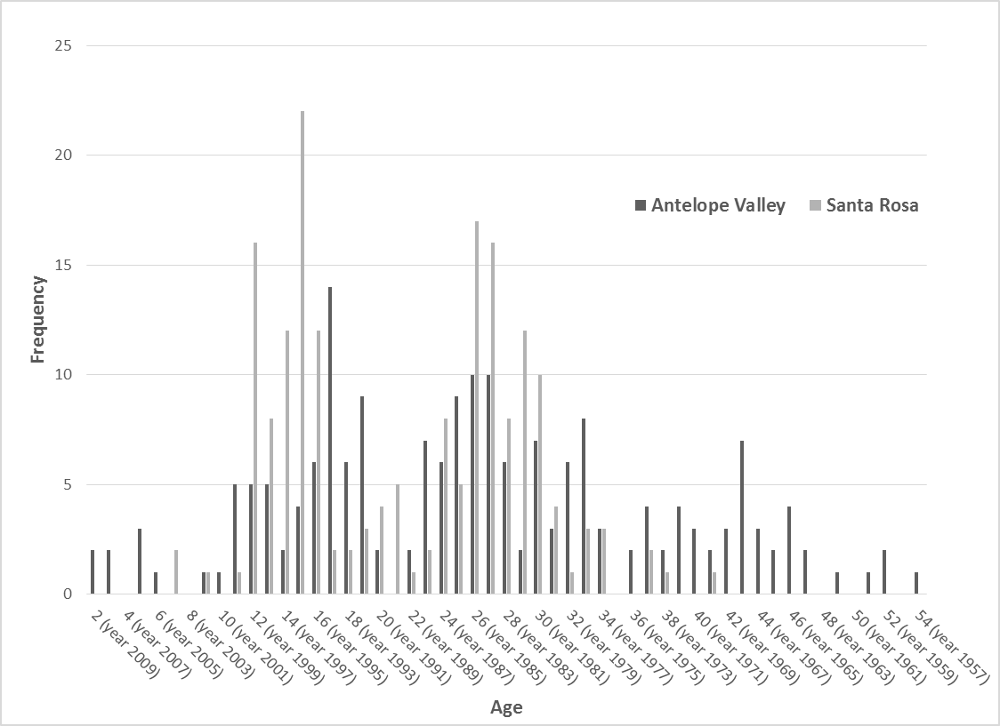 25
20
15
10
5
0
Frequency
Antelope Valley Santa Rosa
2 (year 2009)
4 (year 2007)
6 (year 2005)
8 (year 2003)
10 (year 2001)
12 (year 1999)
14 (year 1997)
16 (year 1995)
18 (year 1993)
20 (year 1991)
22 (year 1989)
24 (year 1987)
26 (year 1985)
28 (year 1983)
30 (year 1981)
32 (year 1979)
34 (year 1977)
36 (year 1975)
38 (year 1973)
40 (year 1971)
42 (year 1969)
44 (year 1967)
46 (year 1965)
48 (year 1963)
50 (year 1961)
52 (year 1959)
54 (year 1957)
Age